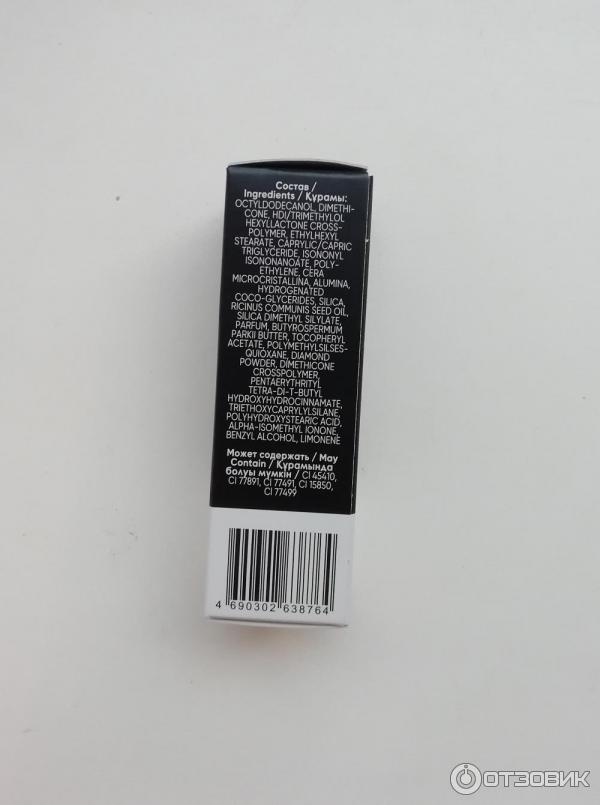 Состав /
Ingredients / Құрамы:
OCTYLDODECANOL, DIMETHI-
CONE, HDI/TRIMETHYLOL
HEXYLLACTONE CROSS-
POLYMER, ETHYLHEXYL
STEARATE, CAPRYLIC/CAPRIC
TRIGLYCERIDE, ISONONYL
ISONONANOATE, POLY-
ETHYLENE, CERA
MICROCRISTALLINA, ALUMINA,
HYDROGENATED
COCO-GLYCERIDES, SILICA,
RICINUS COMMUNIS SEED OIL,
SILICA DIMETHYL SILYLATE,
PARFUM, BUTYROSPERMUM
PARKII BUTTER, TOCOPHERYL
ACETATE, POLYMETHYLSILSES-
QUIOXANE, DIAMOND
POWDER, DIMETHICONE
CROSSPOLYMER,
PENTAERYTHRITYL
TETRA-DI-T-BUTYL
HYDROXYHYDROCINNAMATE,
TRIETHOXYCAPRYLYLSILANE,
POLYHYDROXYSTEARIC ACID,
ALPHA-ISOMETHYL IONONE,
BENZYL ALCOHOL, LIMONENE
Может содержать / May
Contain / Құрамында
болуы мүмкін / CI 45410,
CI 77891, CI 77491, CI 15850,
CI 77499
4 690302 638764
ОТЗОВИК